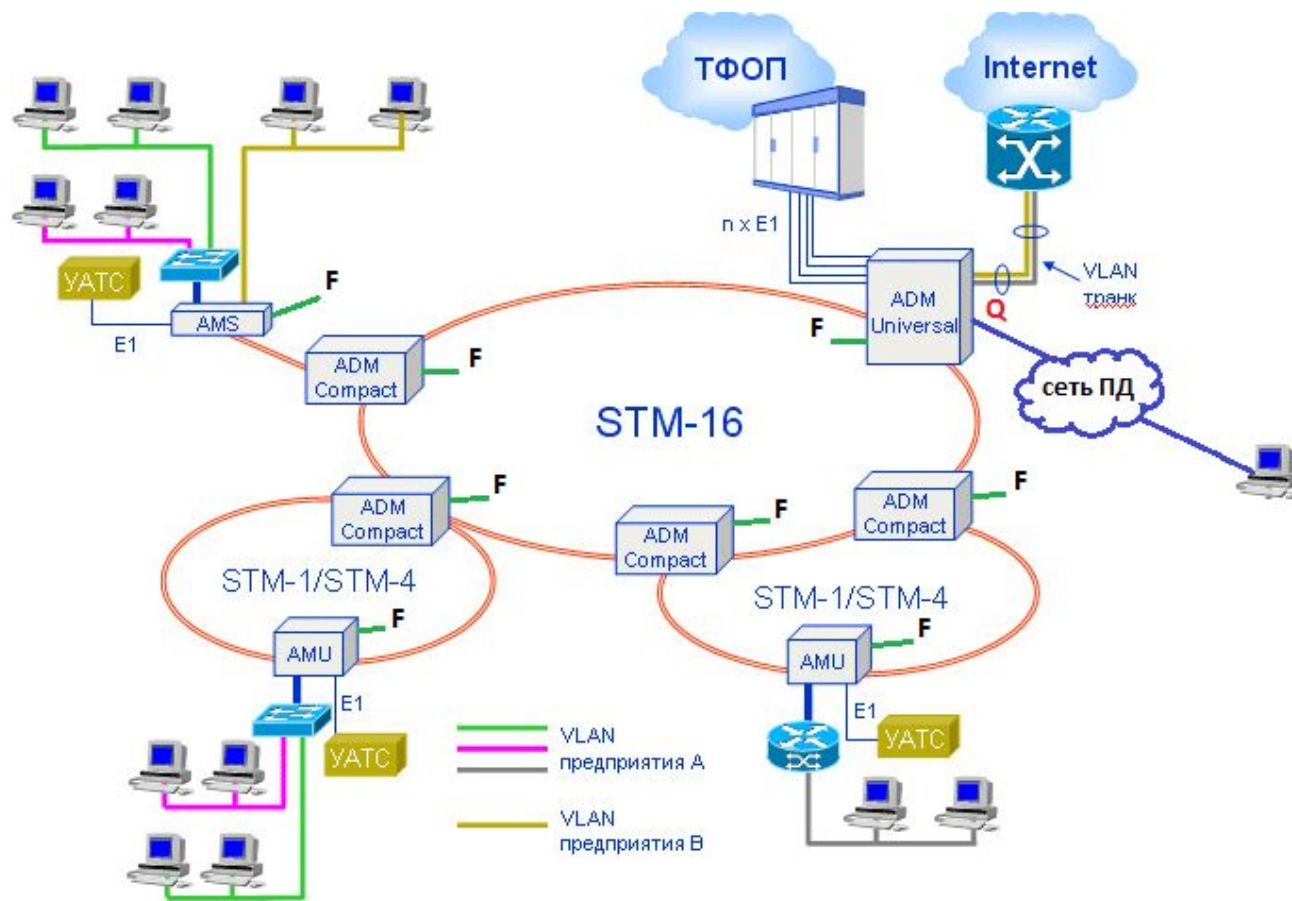 ТФОП
Internet
n x E1
VLAN
транк
Q
F
УАТС
AMS
E1
F
ADM
Compact
F
ADM
Universal
сеть ПД
STM-16
ADM
Compact
F
ADM
Compact
F
ADM
Compact
F
STM-1/STM-4
STM-1/STM-4
AMU
F
AMU
F
E1
УАТС
E1
УАТС
VLAN
предприятия А
VLAN
предприятия В